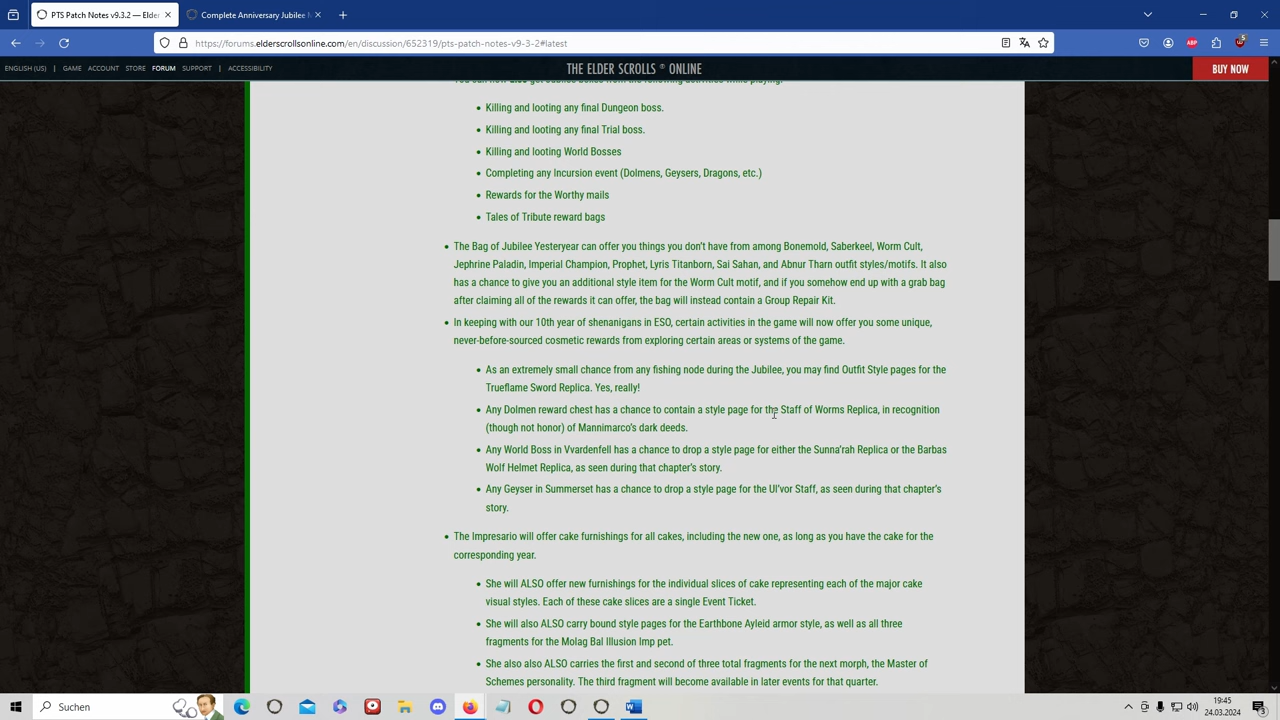 PTS Patch Notes v9.3.2 — Elder
Complete Anniversary Jubilee
https://forums.elderscrollsonline.com/en/discussion/652319/pts-patch-notes-v9-3-2#latest
ENGLISH (US) GAME ACCOUNT STORE FORUM SUPPORT ACCESSIBILITY
THE ELDER SCROLLS ® ONLINE
BUY NOW
You can now also get Jubilee boxes from the following activities while playing:
• Killing and looting any final Dungeon boss.
• Killing and looting any final Trial boss.
• Killing and looting World Bosses
• Completing any Incursion event (Dolmens, Geysers, Dragons, etc.)
• Rewards for the Worthy mails
• Tales of Tribute reward bags
• The Bag of Jubilee Yesteryear can offer you things you don't have from among Bonemold, Saberkeel, Worm Cult,
Jephrine Paladin, Imperial Champion, Prophet, Lyris Titanborn, Sai Sahan, and Abnur Tharn outfit styles/motifs. It also
has a chance to give you an additional style item for the Worm Cult motif, and if you somehow end up with a grab bag
after claiming all of the rewards it can offer, the bag will instead contain a Group Repair Kit.
• In keeping with our 10th year of shenanigans in ESO, certain activities in the game will now offer you some unique,
never-before-sourced cosmetic rewards from exploring certain areas or systems of the game.
• As an extremely small chance from any fishing node during the Jubilee, you may find Outfit Style pages for the
Trueflame Sword Replica. Yes, really!
• Any Dolmen reward chest has a chance to contain a style page for the Staff of Worms Replica, in recognition
(though not honor) of Mannimarco's dark deeds.
• Any World Boss in Vvardenfell has a chance to drop a style page for either the Sunna'rah Replica or the Barbas
Wolf Helmet Replica, as seen during that chapter's story.
• Any Geyser in Summerset has a chance to drop a style page for the Ul'vor Staff, as seen during that chapter's
story.
• The Impresario will offer cake furnishings for all cakes, including the new one, as long as you have the cake for the
corresponding year.
• She will ALSO offer new furnishings for the individual slices of cake representing each of the major cake
visual styles. Each of these cake slices are a single Event Ticket.
• She will also ALSO carry bound style pages for the Earthbone Ayleid armor style, as well as all three
fragments for the Molag Bal Illusion Imp pet.
• She also also ALSO carries the first and second of three total fragments for the next morph, the Master of
Schemes personality. The third fragment will become available in later events for that quarter.
Suchen
19:45
24.03.2024